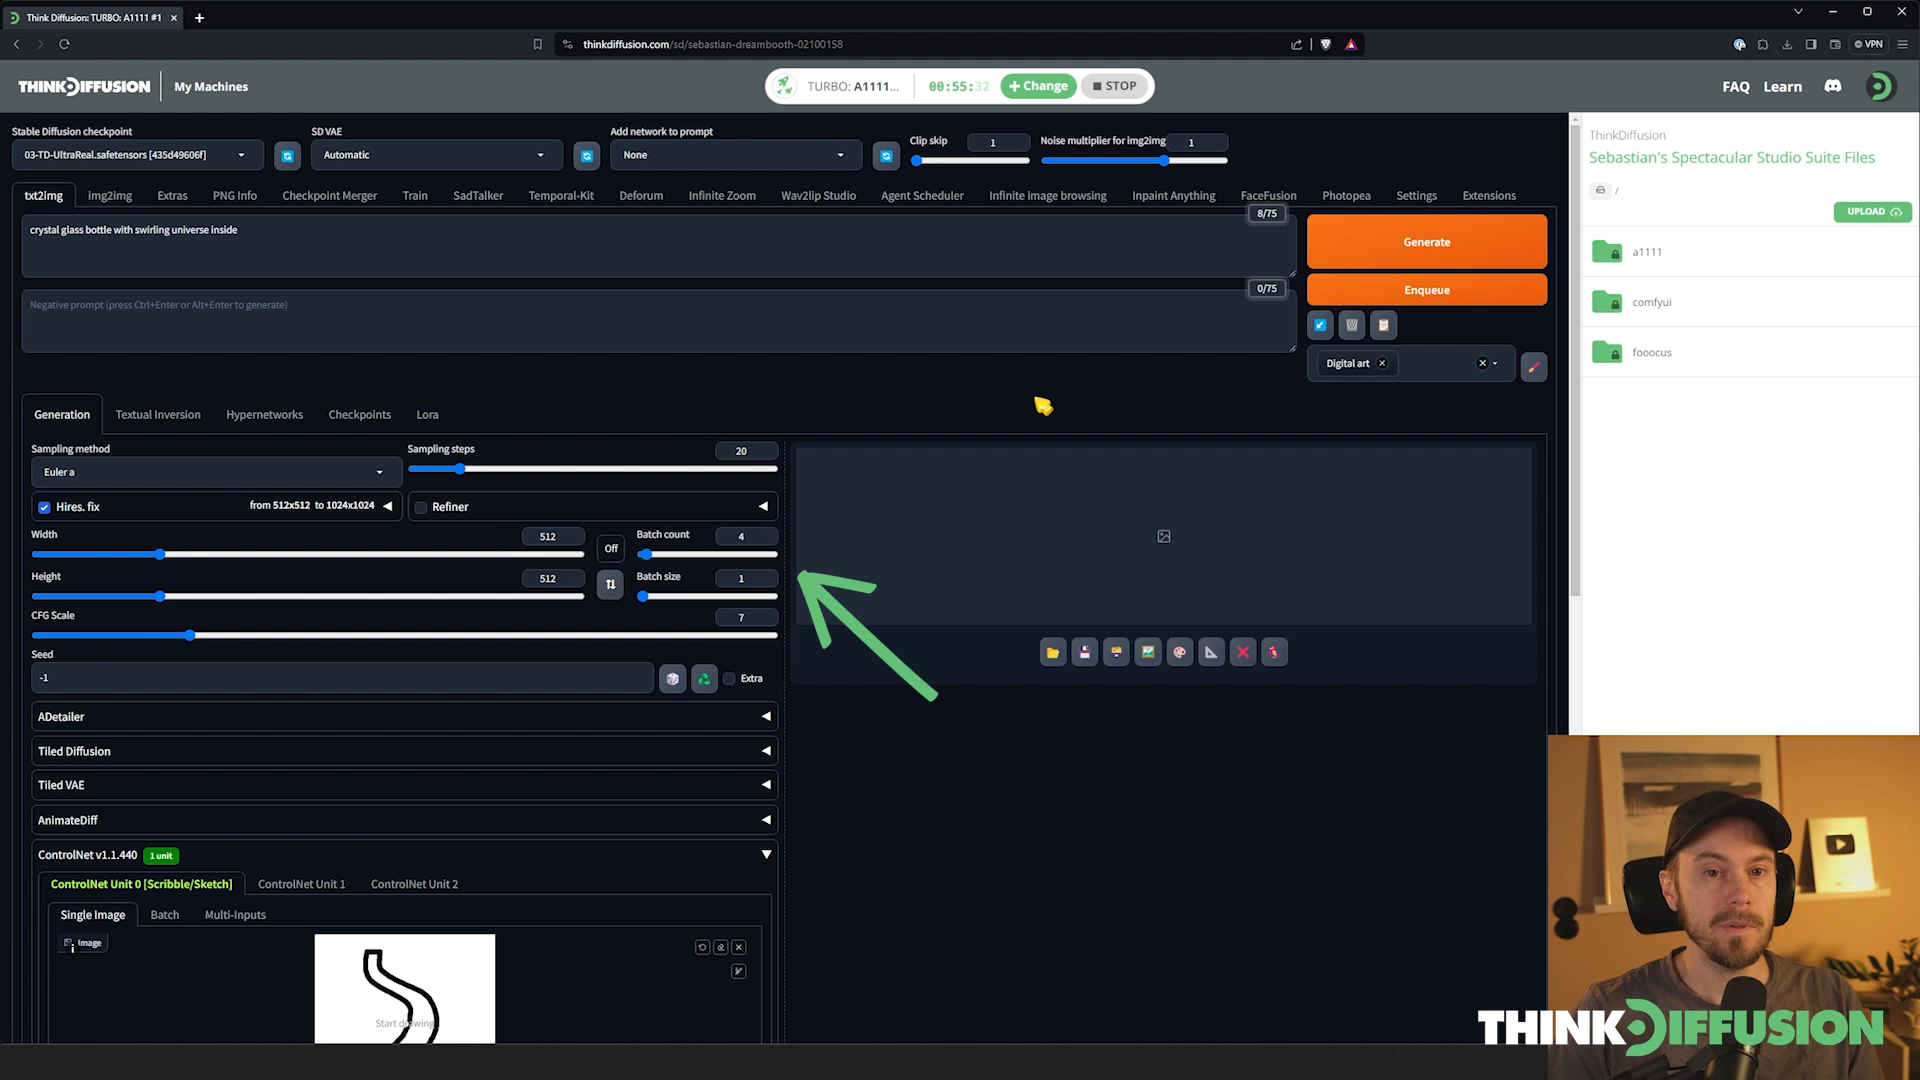 Think Diffusion: TURBO: A1111 #1
thinkdiffusion.com/sd/sebastian-dreambooth-02100158
VPN
THINKDIFFUSION
My Machines
TURBO: A1111...
00:55:32
+ Change
STOP
FAQ
Learn
Stable Diffusion checkpoint
03-TD-UltraReal.safetensors [435d49606f]
SD VAE
Automatic
Add network to prompt
None
Clip skip
1
Noise multiplier for img2img
1
txt2img
img2img
Extras
PNG Info
Checkpoint Merger
Train
SadTalker
Temporal-Kit
Deforum
Infinite Zoom
Wav2lip Studio
Agent Scheduler
Infinite image browsing
Inpaint Anything
FaceFusion
Photopea
Settings
Extensions
8/75
crystal glass bottle with swirling universe inside
0/75
Negative prompt (press Ctrl+Enter or Alt+Enter to generate)
Generate
Enqueue
Digital art
Generation
Textual Inversion
Hypernetworks
Checkpoints
Lora
Sampling method
Euler a
Sampling steps
20
Hires. fix
from 512x512 to 1024x1024
Refiner
Width
512
Off
Batch count
4
Height
512
Batch size
1
CFG Scale
7
Seed
-1
Extra
ADetailer
Tiled Diffusion
Tiled VAE
AnimateDiff
ControlNet v1.1.440
1 unit
ControlNet Unit 0 [Scribble/Sketch]
ControlNet Unit 1
ControlNet Unit 2
Single Image
Batch
Multi-Inputs
Image
Start drawing
ThinkDiffusion
Sebastian's Spectacular Studio Suite Files
/
UPLOAD
a1111
comfyui
fooocus
THINKDIFFUSION